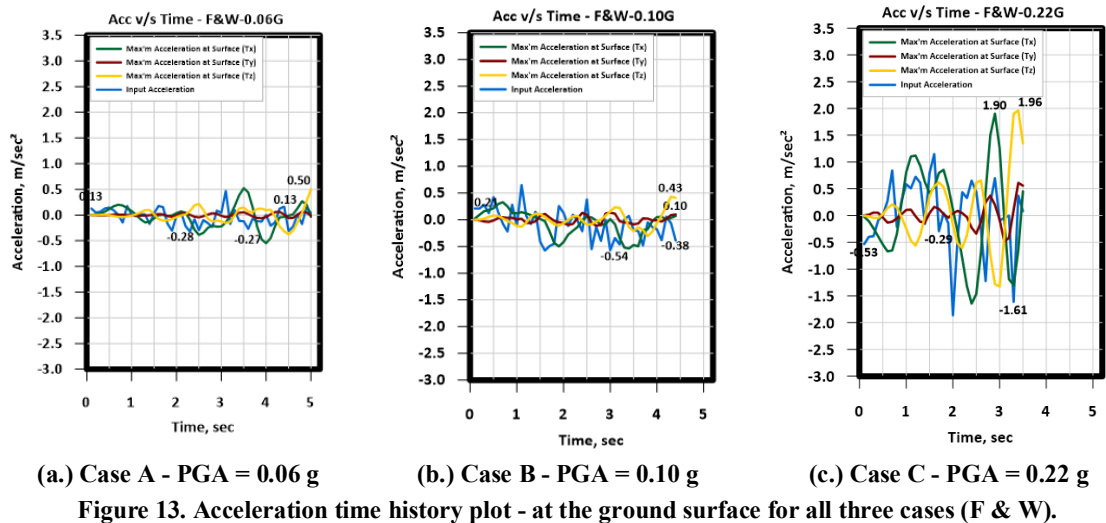 Acc v/s Time - F&W-0.06G
3.5
3.0
2.5
2.0
1.5
1.0
0.5
0.0
-0.5
-1.0
-1.5
-2.0
-2.5
-3.0
Acceleration, m/sec²
Max'm Acceleration at Surface (Tx)
Max'm Acceleration at Surface (Ty)
Max'm Acceleration at Surface (Tz)
Input Acceleration
0.13
-0.28
-0.27
0.13
0.50
0 1 2 3 4 5
Time, sec
(a.) Case A - PGA = 0.06 g
Acc v/s Time - F&W-0.10G
3.5
3.0
2.5
2.0
1.5
1.0
0.5
0.0
-0.5
-1.0
-1.5
-2.0
-2.5
-3.0
Acceleration, m/sec²
Max'm Acceleration at Surface (Tx)
Max'm Acceleration at Surface (Ty)
Max'm Acceleration at Surface (Tz)
Input Acceleration
-0.54
0.43
0.10
-0.38
0 1 2 3 4 5
Time, sec
(b.) Case B - PGA = 0.10 g
Acc v/s Time - F&W-0.22G
3.5
3.0
2.5
2.0
1.5
1.0
0.5
0.0
-0.5
-1.0
-1.5
-2.0
-2.5
-3.0
Acceleration, m/sec²
Max'm Acceleration at Surface (Tx)
Max'm Acceleration at Surface (Ty)
Max'm Acceleration at Surface (Tz)
Input Acceleration
1.90
1.96
-0.53
-0.29
-1.61
0 1 2 3 4 5
Time, sec
(c.) Case C - PGA = 0.22 g
Figure 13. Acceleration time history plot - at the ground surface for all three cases (F & W).